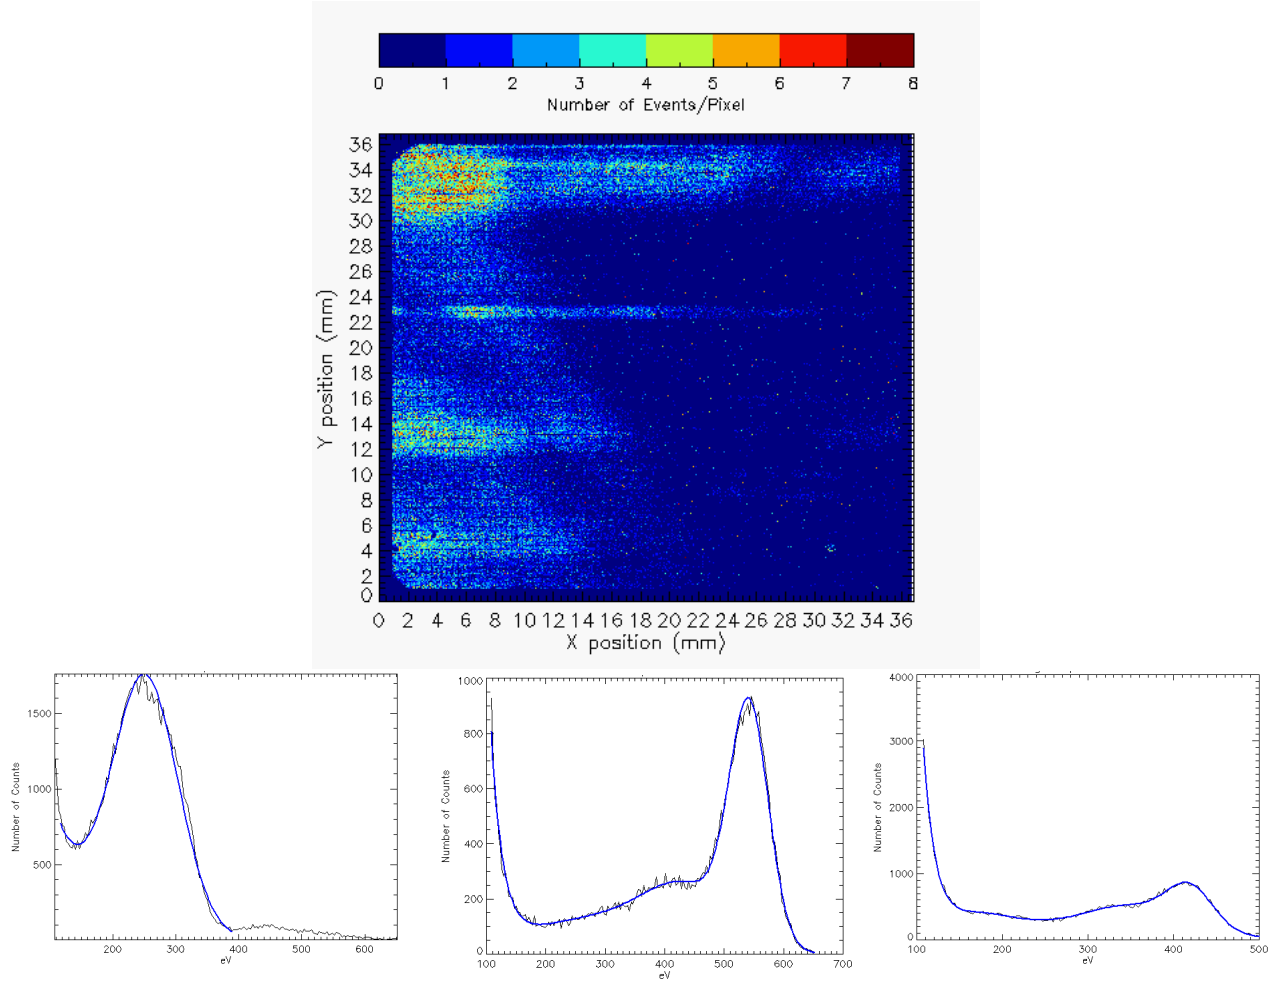 0 1 2 3 4 5 6 7 8
Number of Events/Pixel
36
34
32
30
28
26
24
22
20
18
16
14
12
10
8
6
4
2
0
Y position (mm)
0 2 4 6 8 10 12 14 16 18 20 22 24 26 28 30 32 34 36
X position (mm)
1500
1000
500
Number of Counts
200 300 400 500 600
eV
1000
800
600
400
200
0
Number of Counts
100 200 300 400 500 600 700
eV
4000
3000
2000
1000
0
Number of Counts
100 200 300 400 500
eV